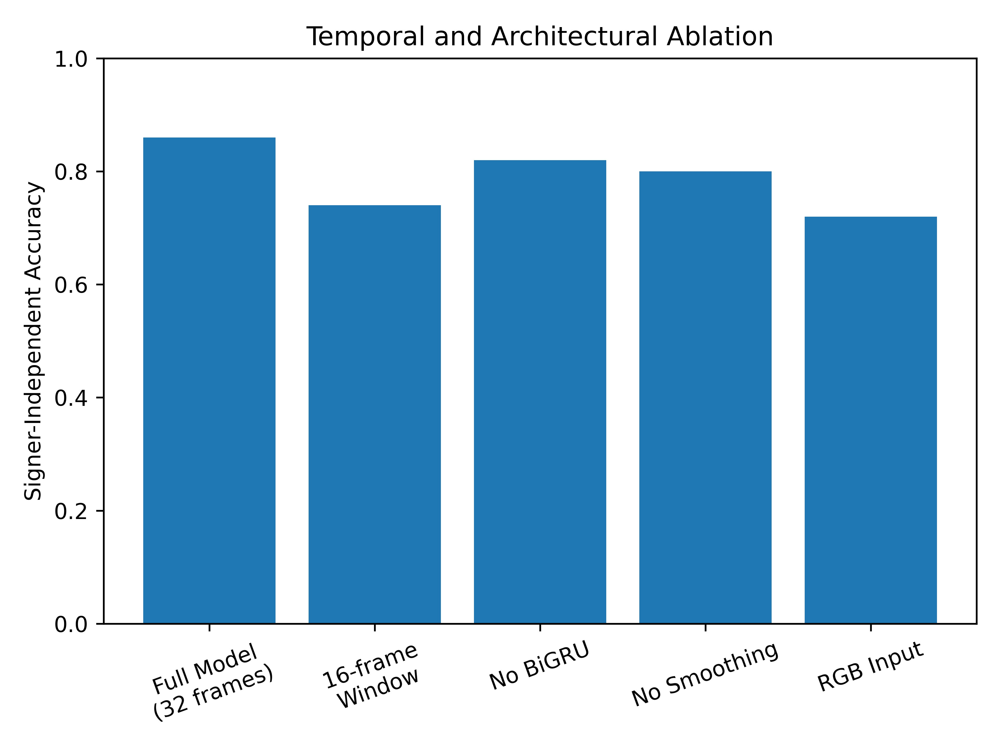 Temporal and Architectural Ablation
Signer-Independent Accuracy
1.0
0.8
0.6
0.4
0.2
0.0
Full Model
(32 frames)
16-frame
Window
No BiGRU
No Smoothing
RGB Input